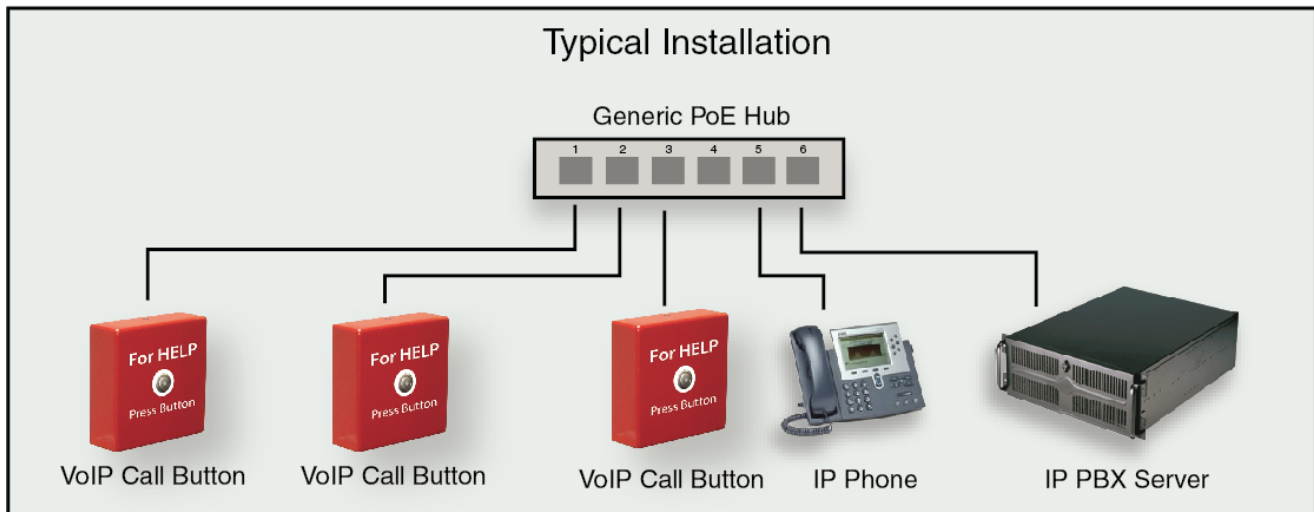 Typical Installation
Generic PoE Hub
1 2 3 4 5 6
For HELP
Press Button
For HELP
Press Button
For HELP
Press Button
VoIP Call Button
VoIP Call Button
VoIP Call Button
IP Phone
IP PBX Server